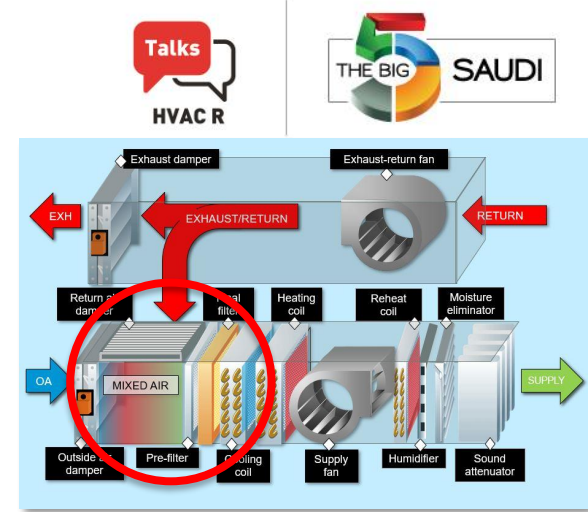 Talks
HVAC R
THE BIG 5 SAUDI
Exhaust damper
Exhaust-return fan
EXH
EXHAUST/RETURN
RETURN
Return air
damper
filter
Heating
coil
Reheat
coil
Moisture
eliminator
OA
MIXED AIR
SUPPLY
Outside air
damper
Pre-filter
Cooling
coil
Supply
fan
Humidifier
Sound
attenuator